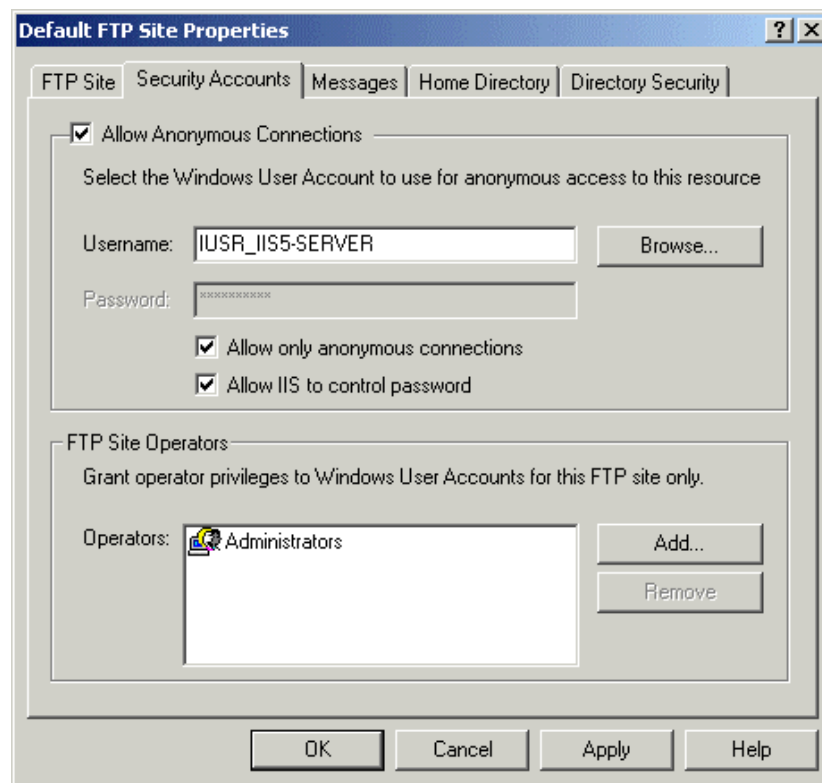 Default FTP Site Properties
FTP Site Security Accounts Messages Home Directory Directory Security
Allow Anonymous Connections
Select the Windows User Account to use for anonymous access to this resource
Username: IUSR_IIS5-SERVER Browse...
Password: **********
Allow only anonymous connections
Allow IIS to control password
FTP Site Operators
Grant operator privileges to Windows User Accounts for this FTP site only.
Operators: Administrators Add...
Remove
OK Cancel Apply Help